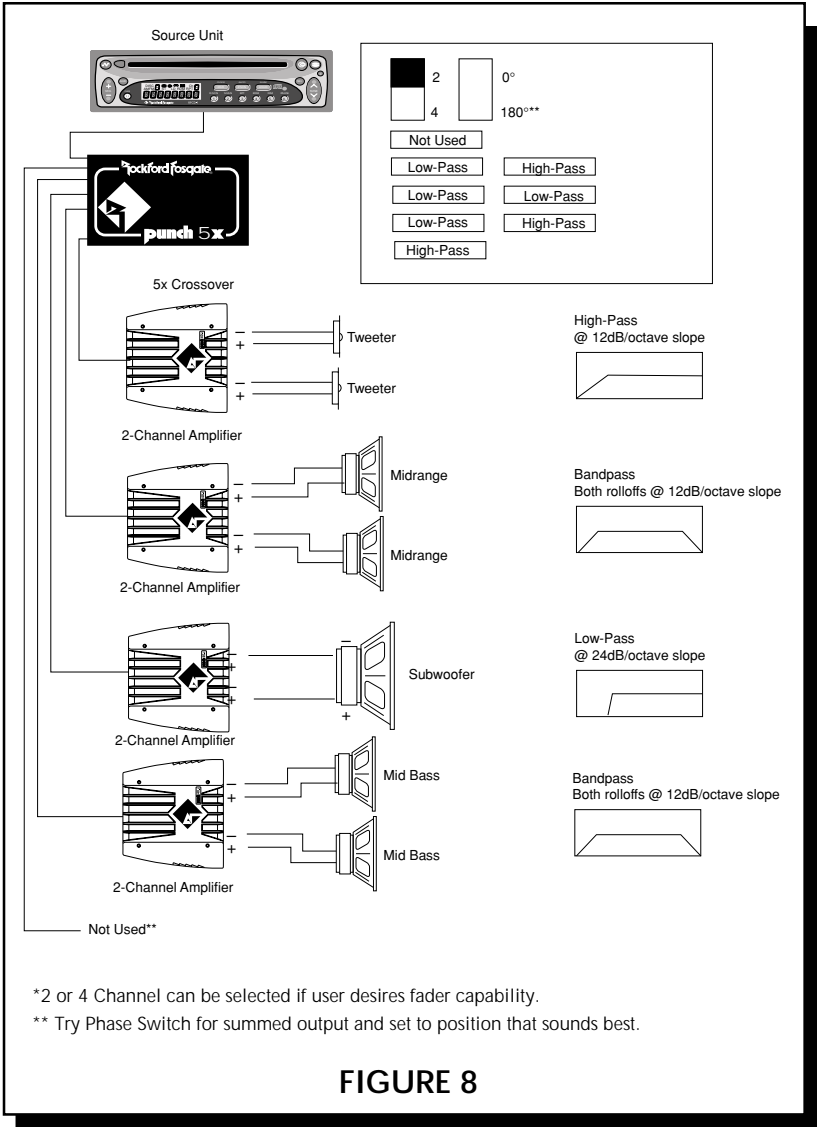 Source Unit
2 0°
4 180°**
Not Used
Low-Pass High-Pass
Low-Pass Low-Pass
Low-Pass High-Pass
High-Pass
Rockford Fosgate
punch 5x
5x Crossover
– Tweeter
+
– Tweeter
+
2-Channel Amplifier
High-Pass
@ 12dB/octave slope
– Midrange
+
– Midrange
+
2-Channel Amplifier
Bandpass
Both rolloffs @ 12dB/octave slope
–
+
–
+
–
Subwoofer
+
2-Channel Amplifier
Low-Pass
@ 24dB/octave slope
– Mid Bass
+
– Mid Bass
+
2-Channel Amplifier
Bandpass
Both rolloffs @ 12dB/octave slope
Not Used**
*2 or 4 Channel can be selected if user desires fader capability.
** Try Phase Switch for summed output and set to position that sounds best.
FIGURE 8